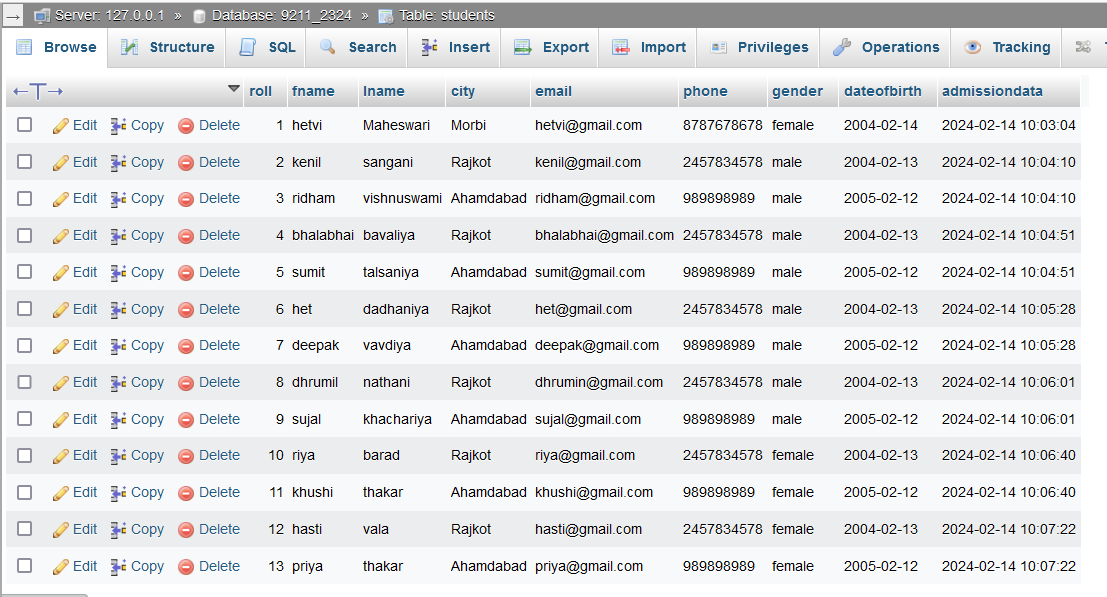 Server: 127.0.0.1 » Database: 9211_2324 » Table: students
Browse Structure SQL Search Insert Export Import Privileges Operations Tracking
roll fname lname city email phone gender dateofbirth admissiondata
Edit Copy Delete 1 hetvi Maheswari Morbi hetvi@gmail.com 8787678678 female 2004-02-14 2024-02-14 10:03:04
Edit Copy Delete 2 kenil sangani Rajkot kenil@gmail.com 2457834578 male 2004-02-13 2024-02-14 10:04:10
Edit Copy Delete 3 ridham vishnuswami Ahamdabad ridham@gmail.com 989898989 male 2005-02-12 2024-02-14 10:04:10
Edit Copy Delete 4 bhalabhai bavaliya Rajkot bhalabhai@gmail.com 2457834578 male 2004-02-13 2024-02-14 10:04:51
Edit Copy Delete 5 sumit talsaniya Ahamdabad sumit@gmail.com 989898989 male 2005-02-12 2024-02-14 10:04:51
Edit Copy Delete 6 het dadhaniya Rajkot het@gmail.com 2457834578 male 2004-02-13 2024-02-14 10:05:28
Edit Copy Delete 7 deepak vavdiya Ahamdabad deepak@gmail.com 989898989 male 2005-02-12 2024-02-14 10:05:28
Edit Copy Delete 8 dhrumil nathani Rajkot dhrumin@gmail.com 2457834578 male 2004-02-13 2024-02-14 10:06:01
Edit Copy Delete 9 sujal khachariya Ahamdabad sujal@gmail.com 989898989 male 2005-02-12 2024-02-14 10:06:01
Edit Copy Delete 10 riya barad Rajkot riya@gmail.com 2457834578 female 2004-02-13 2024-02-14 10:06:40
Edit Copy Delete 11 khushi thakar Ahamdabad khushi@gmail.com 989898989 female 2005-02-12 2024-02-14 10:06:40
Edit Copy Delete 12 hasti vala Rajkot hasti@gmail.com 2457834578 female 2004-02-13 2024-02-14 10:07:22
Edit Copy Delete 13 priya thakar Ahamdabad priya@gmail.com 989898989 female 2005-02-12 2024-02-14 10:07:22